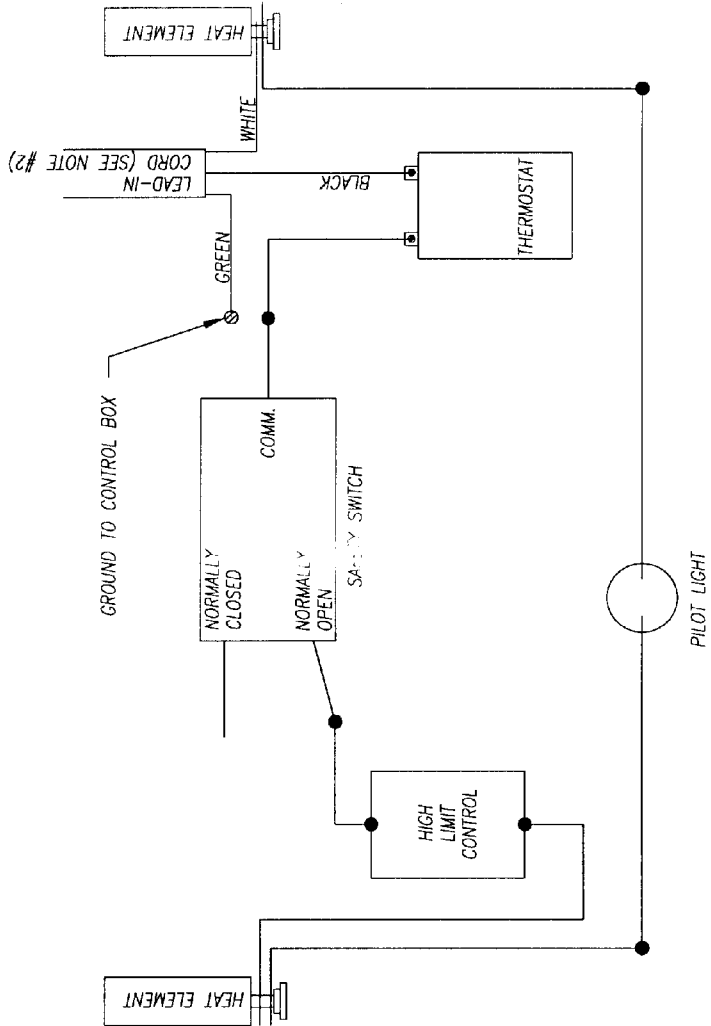 HEAT ELEMENT
WHITE
LEAD-IN
CORD (SEE NOTE #2)
BLACK
GREEN
THERMOSTAT
GROUND TO CONTROL BOX
COMM.
NORMALLY
CLOSED
NORMALLY
OPEN
SWITCH
PILOT LIGHT
HIGH
LIMIT
CONTROL
HEAT ELEMENT